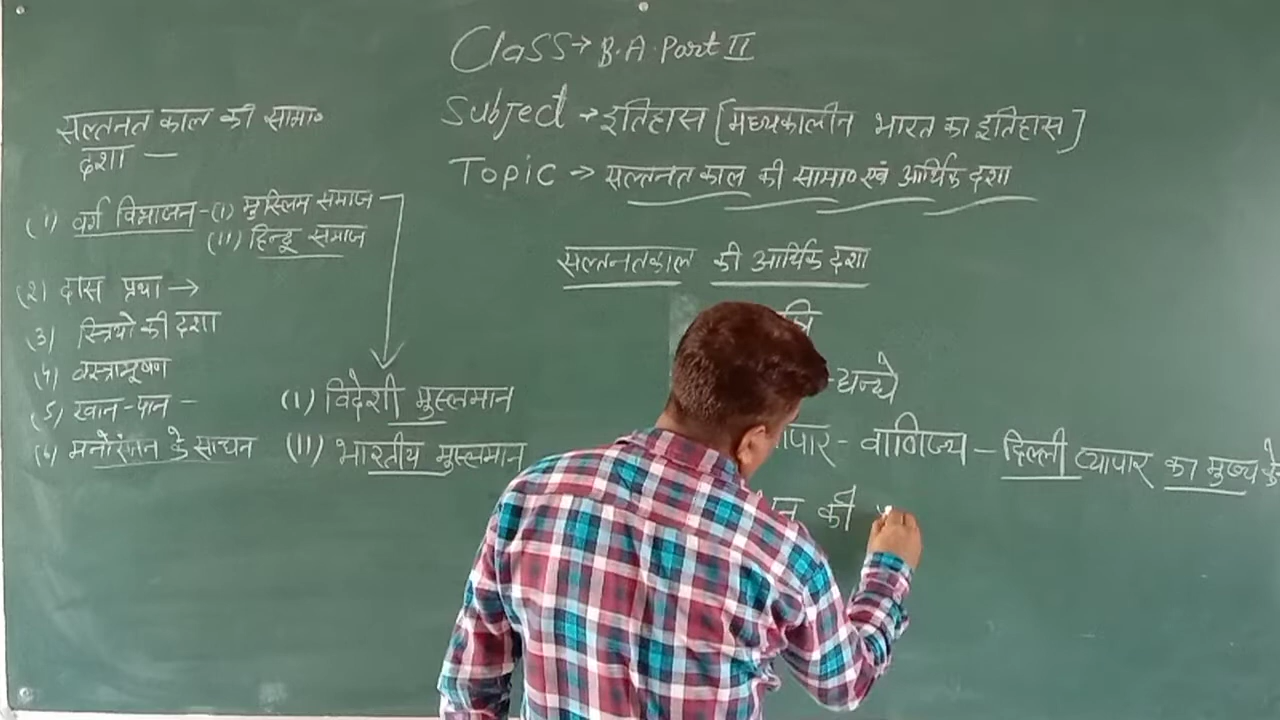 Class → B.A. Part II
Subject → इतिहास [मध्यकालीन भारत का इतिहास]
Topic → सल्तनत काल की सामा० एवं आर्थिक दशा
सल्तनत काल की सामा०
दशा —
(1) वर्ग विभाजन - (i) मुस्लिम समाज
(ii) हिन्दू समाज
(2) दास प्रथा →
(3) स्त्रियो की दशा
(4) वस्त्राभूषण
(5) खान-पान -
(6) मनोरंजन के साधन
(I) विदेशी मुस्लमान
(II) भारतीय मुस्लमान
सल्तनतकाल की आर्थिक दशा
-धन्धे
वाणिज्य - दिल्ली व्यापार का मुख्य
की